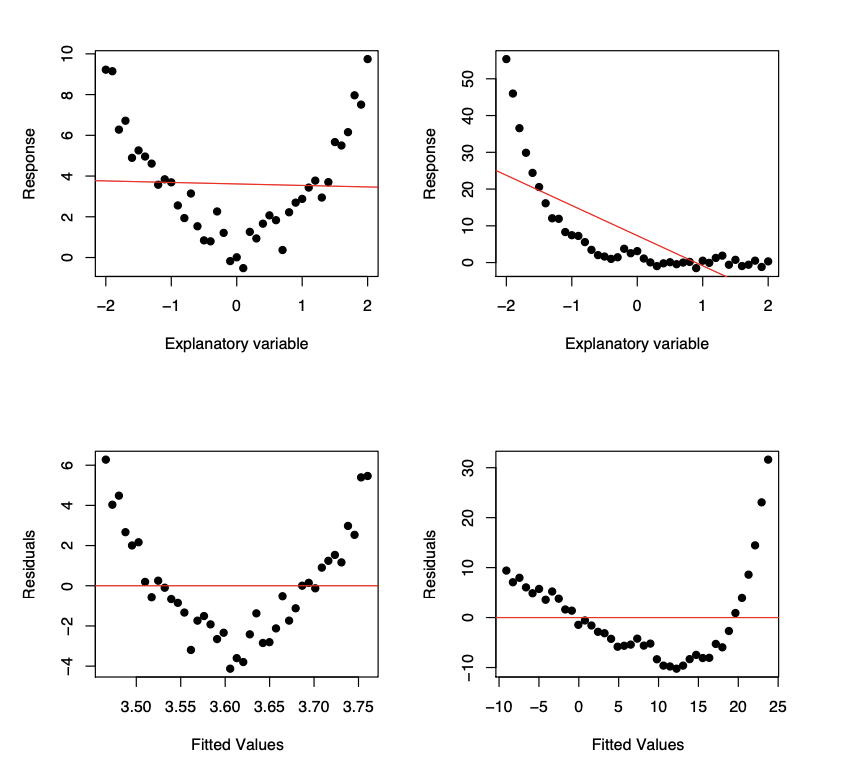 Response
10
8
6
4
2
0
−2 −1 0 1 2
Explanatory variable
Response
50
40
30
20
10
0
−2 −1 0 1 2
Explanatory variable
Residuals
6
4
2
0
−2
−4
3.50 3.55 3.60 3.65 3.70 3.75
Fitted Values
Residuals
30
20
10
0
−10
−10 −5 0 5 10 15 20 25
Fitted Values